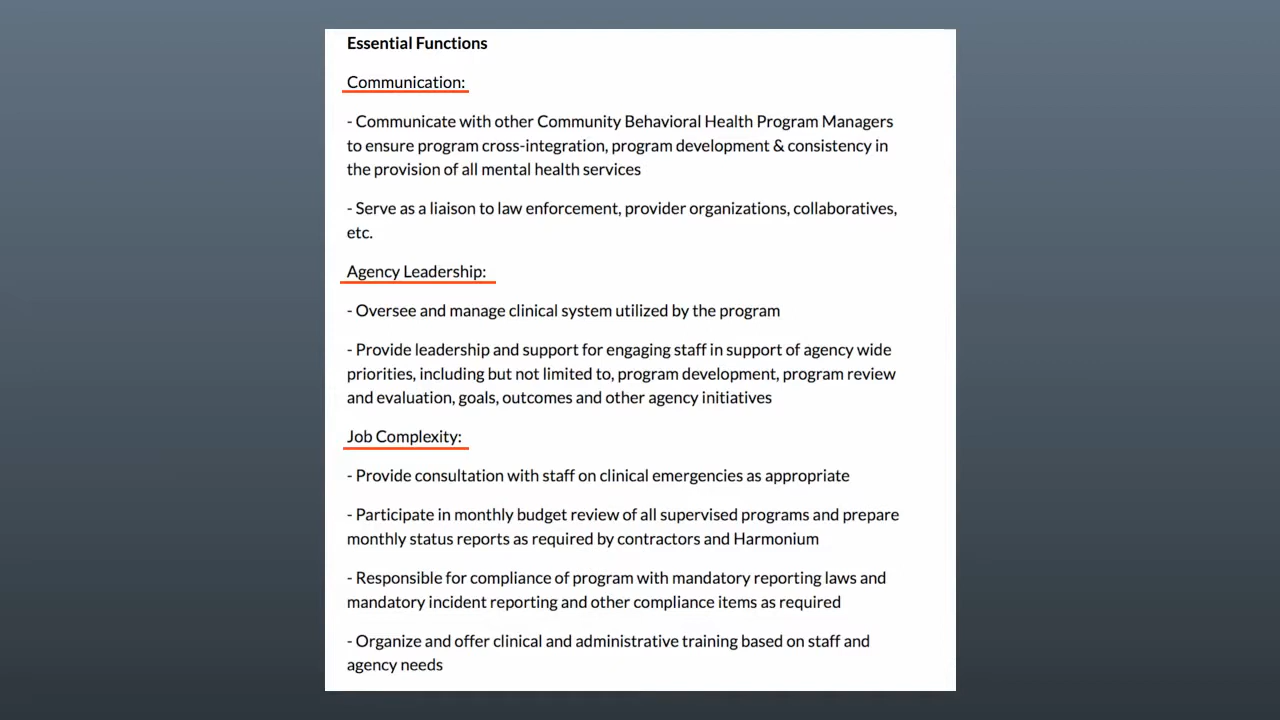 Essential Functions
Communication:
- Communicate with other Community Behavioral Health Program Managers
to ensure program cross-integration, program development & consistency in
the provision of all mental health services
- Serve as a liaison to law enforcement, provider organizations, collaboratives,
etc.
Agency Leadership:
- Oversee and manage clinical system utilized by the program
- Provide leadership and support for engaging staff in support of agency wide
priorities, including but not limited to, program development, program review
and evaluation, goals, outcomes and other agency initiatives
Job Complexity:
- Provide consultation with staff on clinical emergencies as appropriate
- Participate in monthly budget review of all supervised programs and prepare
monthly status reports as required by contractors and Harmonium
- Responsible for compliance of program with mandatory reporting laws and
mandatory incident reporting and other compliance items as required
- Organize and offer clinical and administrative training based on staff and
agency needs